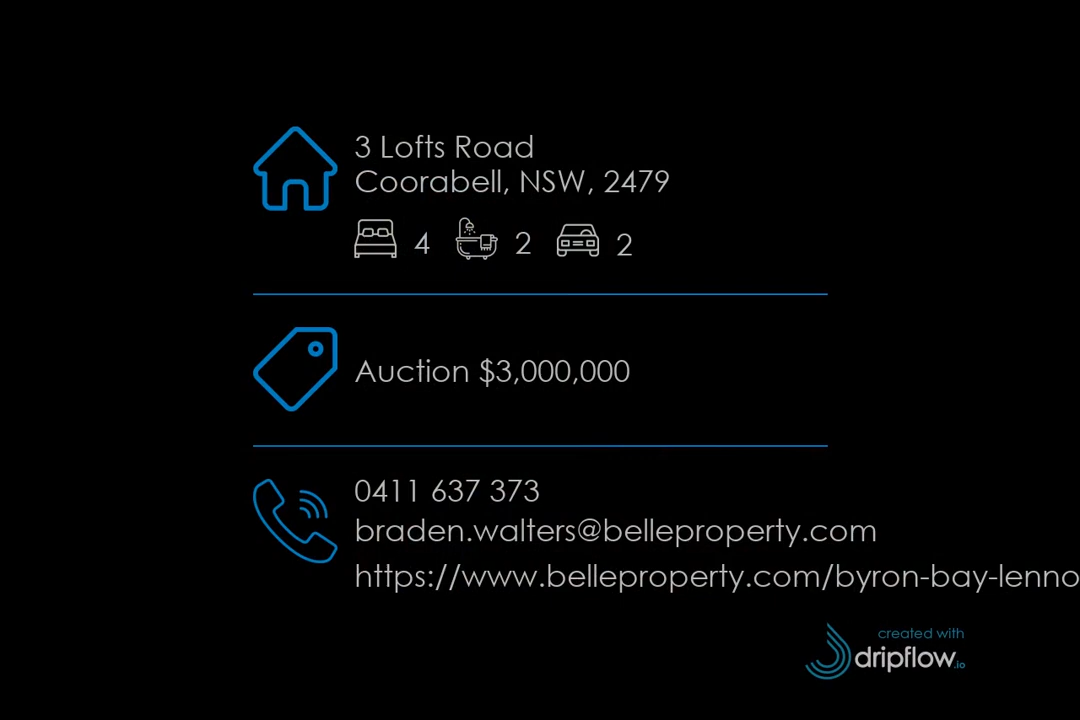 3 Lofts Road
Coorabell, NSW, 2479
4 2 2
Auction $3,000,000
0411 637 373
braden.walters@belleproperty.com
https://www.belleproperty.com/byron-bay-lenno
created with
dripflow.io